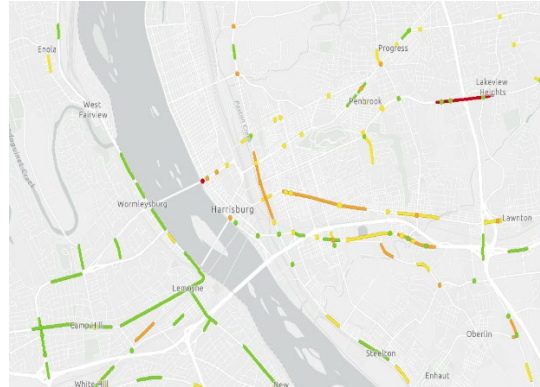 Enola
Progress
West
Fairview
Penbrook
Lakeview
Heights
Wormleysburg
Harrisburg
Lawnton
Lemoyne
Camp Hill
Oberlin
Steelton
White Hill
New
Enhaut